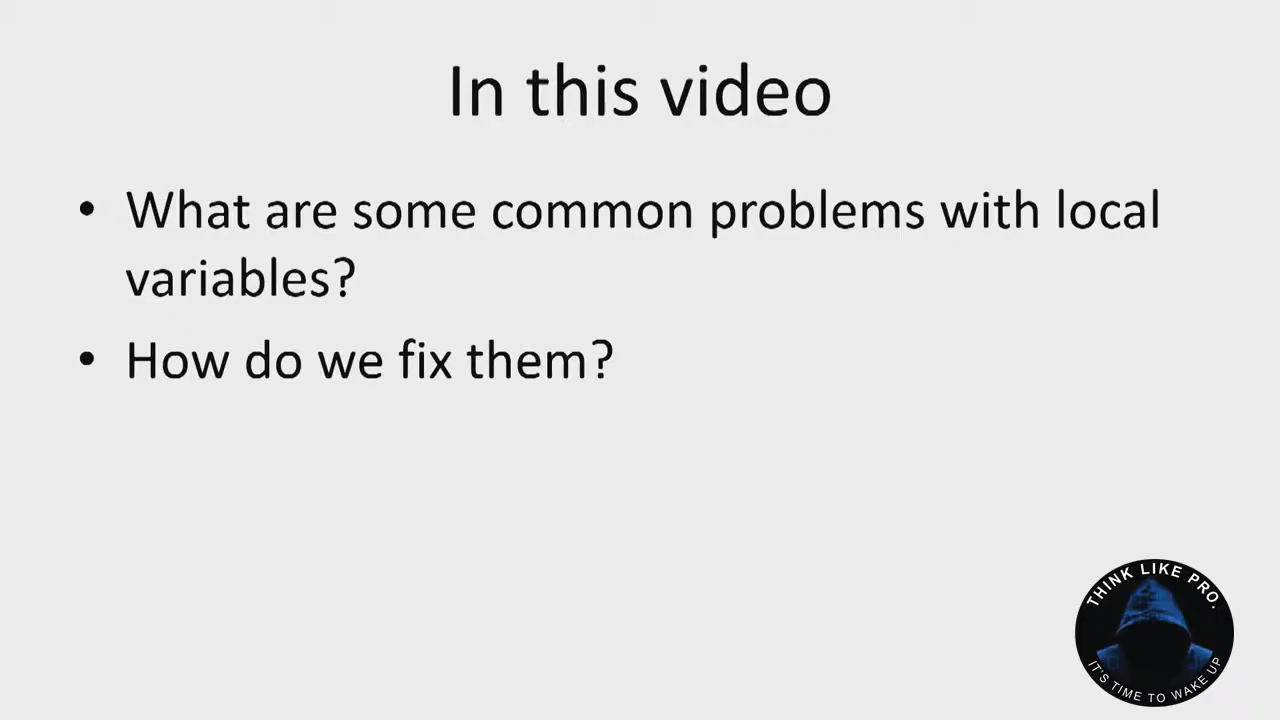 In this video
• What are some common problems with local
variables?
• How do we fix them?
THINK LIKE PRO.
IT'S TIME TO WAKE UP